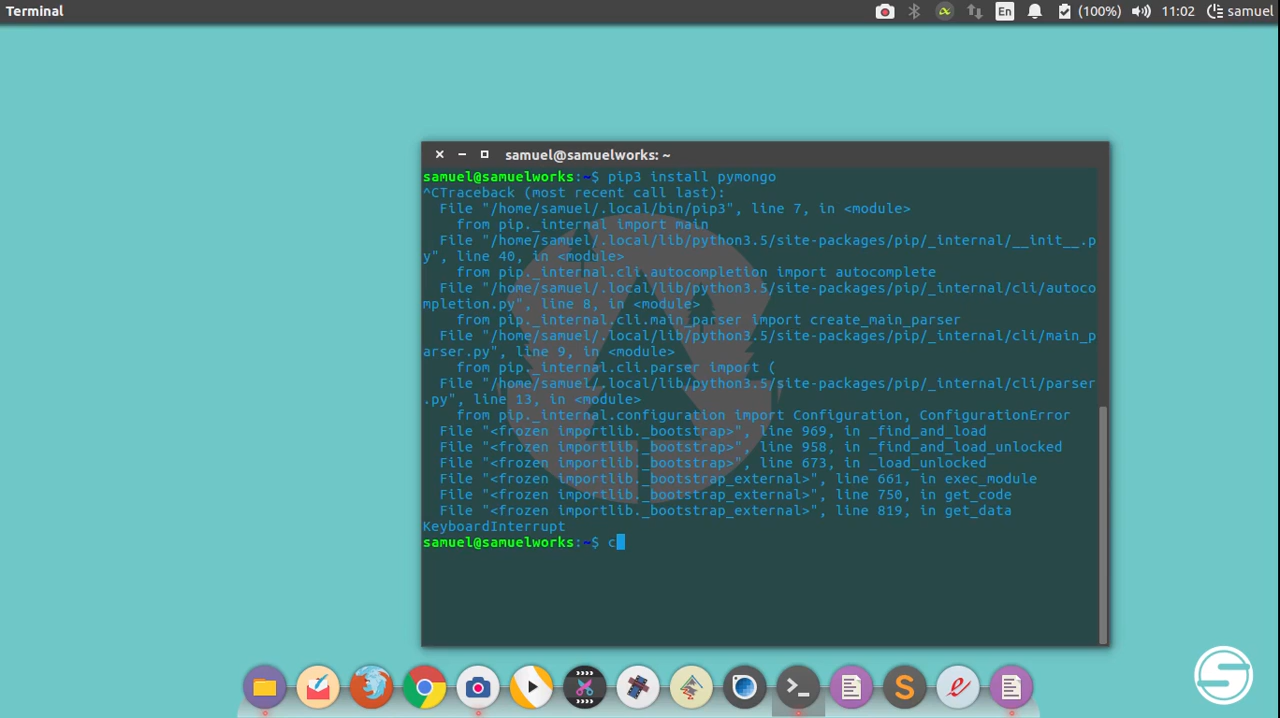 Terminal
En
(100%)
11:02
samuel
samuel@samuelworks: ~
samuel@samuelworks:~$ pip3 install pymongo
^CTraceback (most recent call last):
  File "/home/samuel/.local/bin/pip3", line 7, in <module>
    from pip._internal import main
  File "/home/samuel/.local/lib/python3.5/site-packages/pip/_internal/__init__.p
y", line 40, in <module>
    from pip._internal.cli.autocompletion import autocomplete
  File "/home/samuel/.local/lib/python3.5/site-packages/pip/_internal/cli/autoco
mpletion.py", line 8, in <module>
    from pip._internal.cli.main_parser import create_main_parser
  File "/home/samuel/.local/lib/python3.5/site-packages/pip/_internal/cli/main_p
arser.py", line 9, in <module>
    from pip._internal.cli.parser import (
  File "/home/samuel/.local/lib/python3.5/site-packages/pip/_internal/cli/parser
.py", line 13, in <module>
    from pip._internal.configuration import Configuration, ConfigurationError
  File "<frozen importlib._bootstrap>", line 969, in _find_and_load
  File "<frozen importlib._bootstrap>", line 958, in _find_and_load_unlocked
  File "<frozen importlib._bootstrap>", line 673, in _load_unlocked
  File "<frozen importlib._bootstrap_external>", line 661, in exec_module
  File "<frozen importlib._bootstrap_external>", line 750, in get_code
  File "<frozen importlib._bootstrap_external>", line 819, in get_data
KeyboardInterrupt
samuel@samuelworks:~$ c